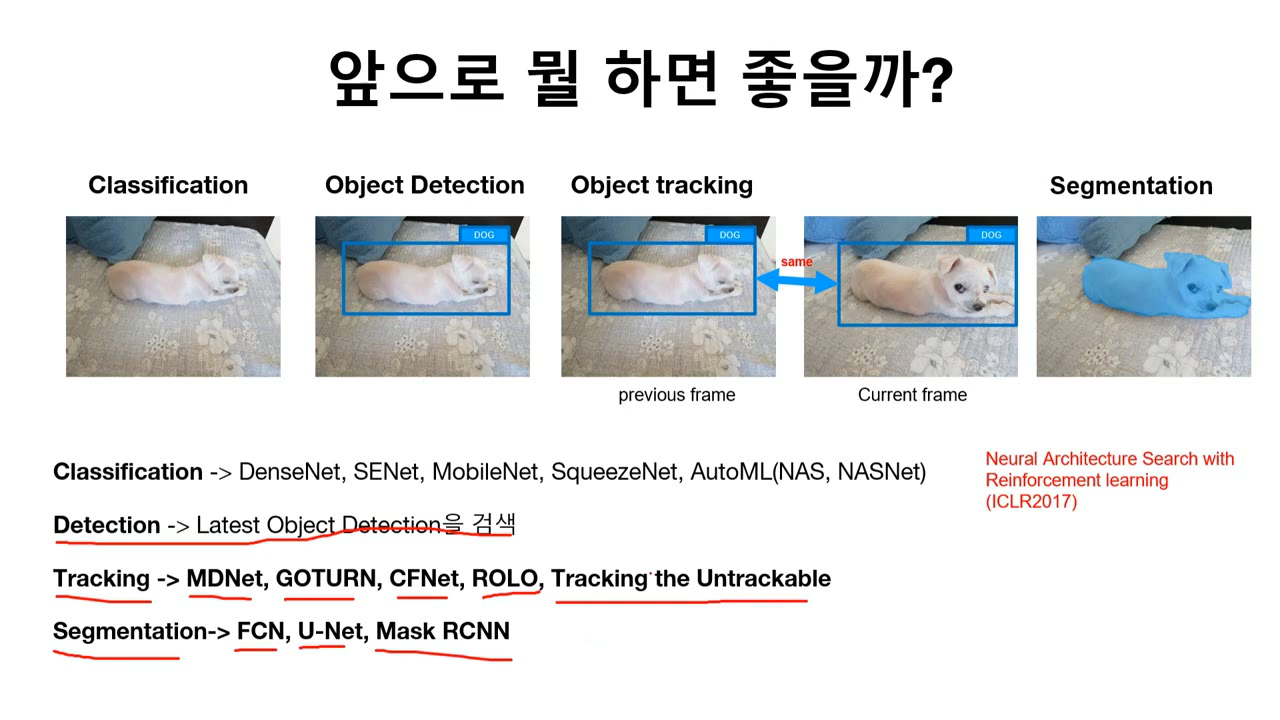 앞으로 뭘 하면 좋을까?
Classification
Object Detection
Object tracking
Segmentation
DOG
DOG
same
DOG
previous frame
Current frame
Classification -> DenseNet, SENet, MobileNet, SqueezeNet, AutoML(NAS, NASNet)
Neural Architecture Search with
Reinforcement learning
(ICLR2017)
Detection -> Latest Object Detection을 검색
Tracking -> MDNet, GOTURN, CFNet, ROLO, Tracking the Untrackable
Segmentation-> FCN, U-Net, Mask RCNN